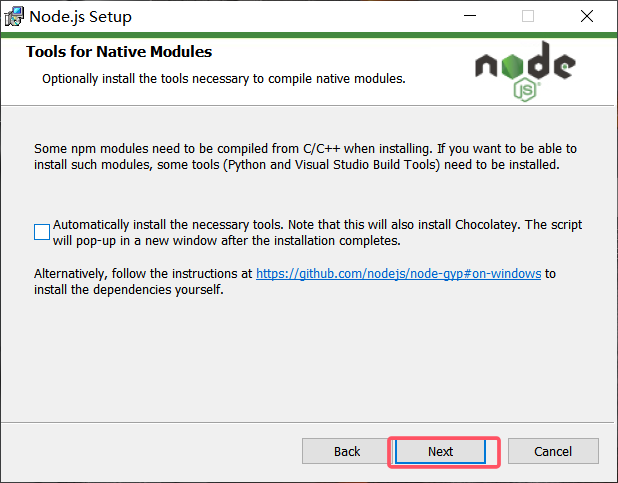 Node.js Setup
Tools for Native Modules
Optionally install the tools necessary to compile native modules.
node
JS
Some npm modules need to be compiled from C/C++ when installing. If you want to be able to
install such modules, some tools (Python and Visual Studio Build Tools) need to be installed.
Automatically install the necessary tools. Note that this will also install Chocolatey. The script
will pop-up in a new window after the installation completes.
Alternatively, follow the instructions at https://github.com/nodejs/node-gyp#on-windows to
install the dependencies yourself.
Back Next Cancel